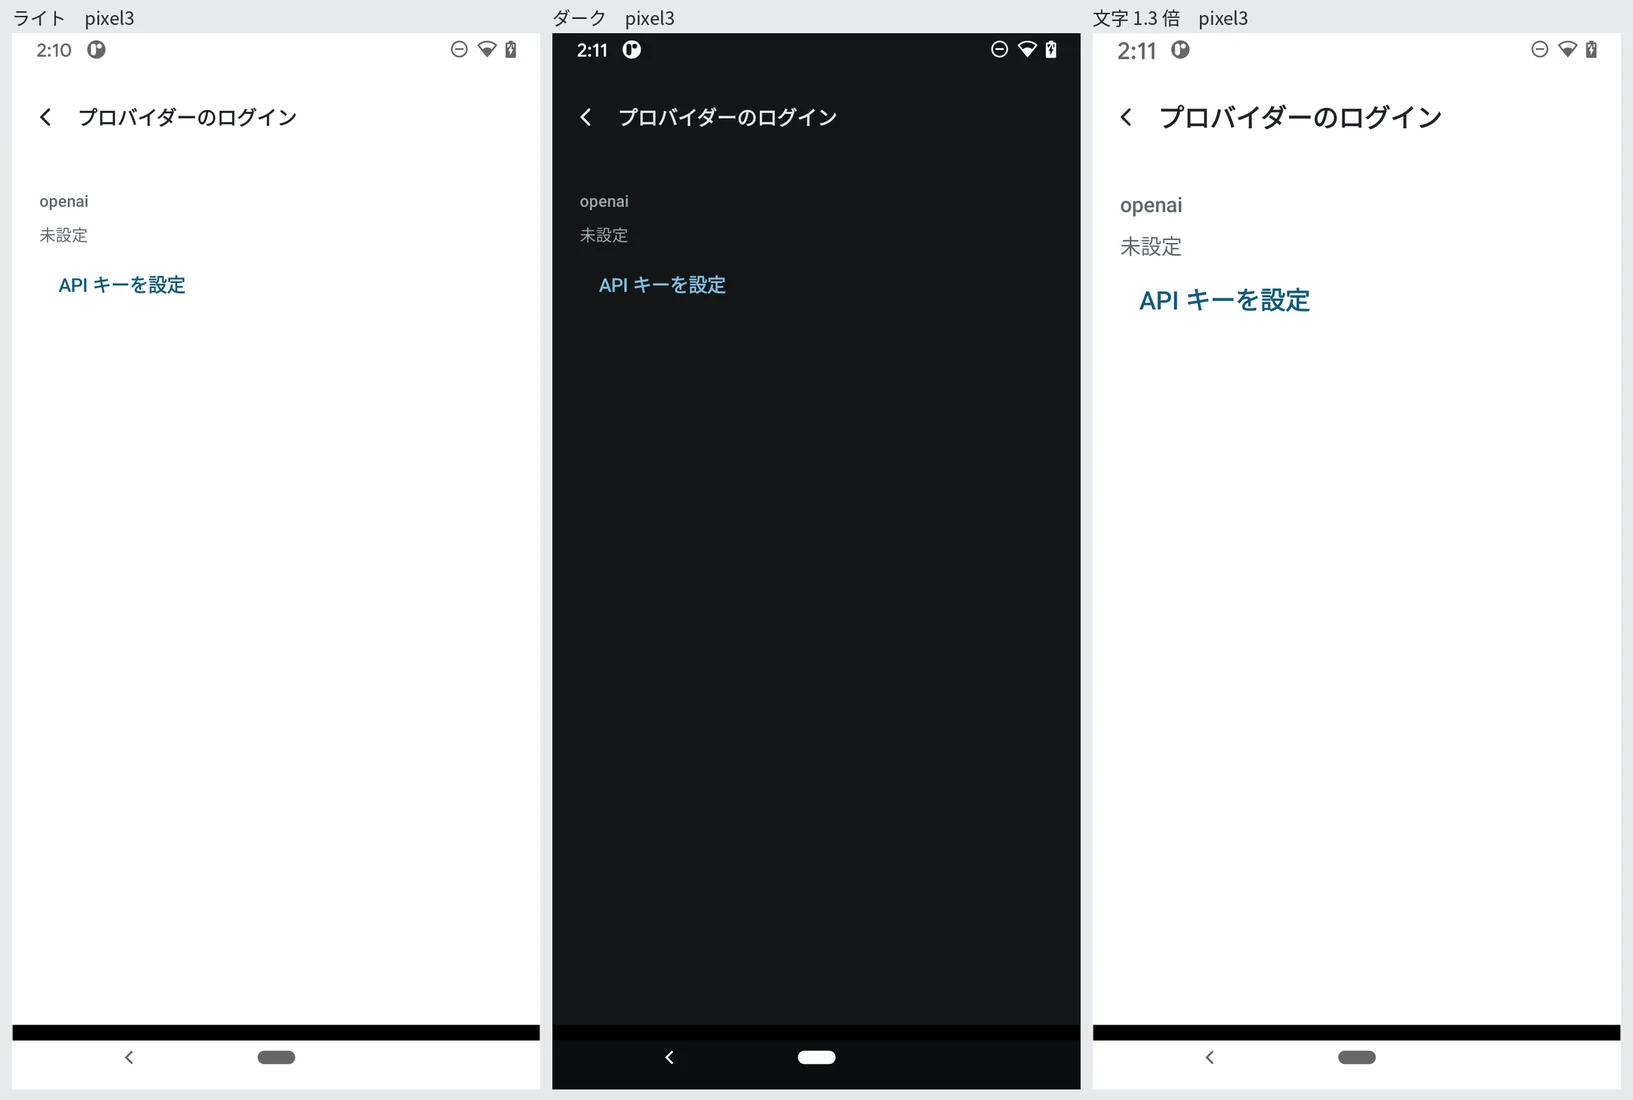 ライト pixel3
2:10
プロバイダーのログイン
openai
未設定
API キーを設定
ダーク pixel3
2:11
プロバイダーのログイン
openai
未設定
API キーを設定
文字 1.3 倍 pixel3
2:11
プロバイダーのログイン
openai
未設定
API キーを設定